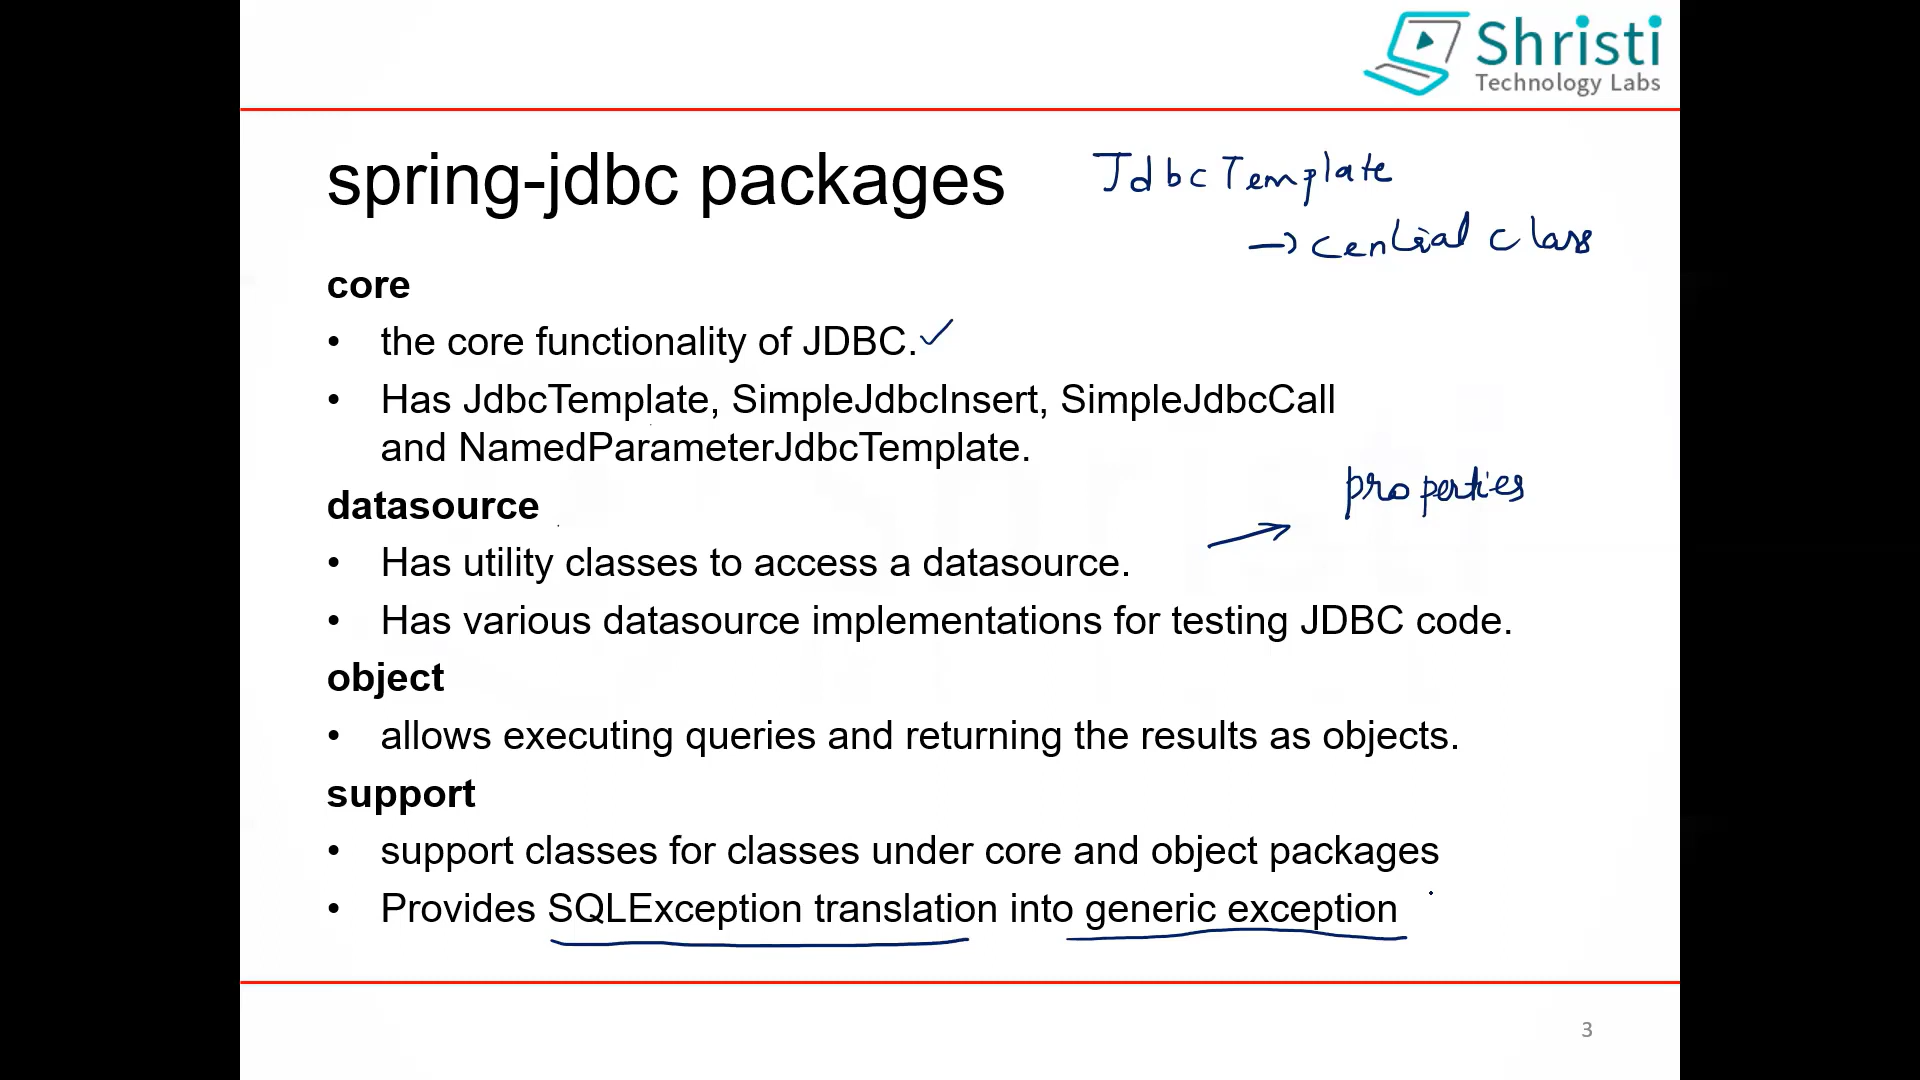 Shristi
Technology Labs
spring-jdbc packages
JdbcTemplate
→ central class
core
• the core functionality of JDBC. ✓
• Has JdbcTemplate, SimpleJdbcInsert, SimpleJdbcCall
and NamedParameterJdbcTemplate.
properties
datasource
→
• Has utility classes to access a datasource.
• Has various datasource implementations for testing JDBC code.
object
• allows executing queries and returning the results as objects.
support
• support classes for classes under core and object packages
• Provides SQLException translation into generic exception
3